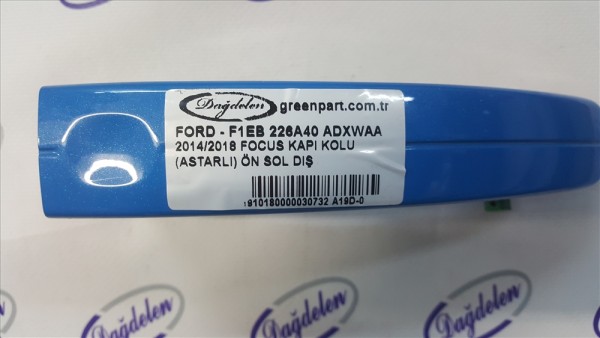 Dağdelen
Dağdelen greenpart.com.tr
FORD - F1EB 226A40 ADXWAA
2014/2018 FOCUS KAPI KOLU
(ASTARLI) ÖN SOL DIŞ
1910180000030732 A19D-0
Dağdelen
Dağdelen